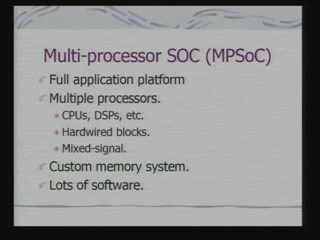 Multi-processor SOC (MPSoC)
Full application platform
Multiple processors.
CPUs, DSPs, etc.
Hardwired blocks.
Mixed-signal.
Custom memory system.
Lots of software.